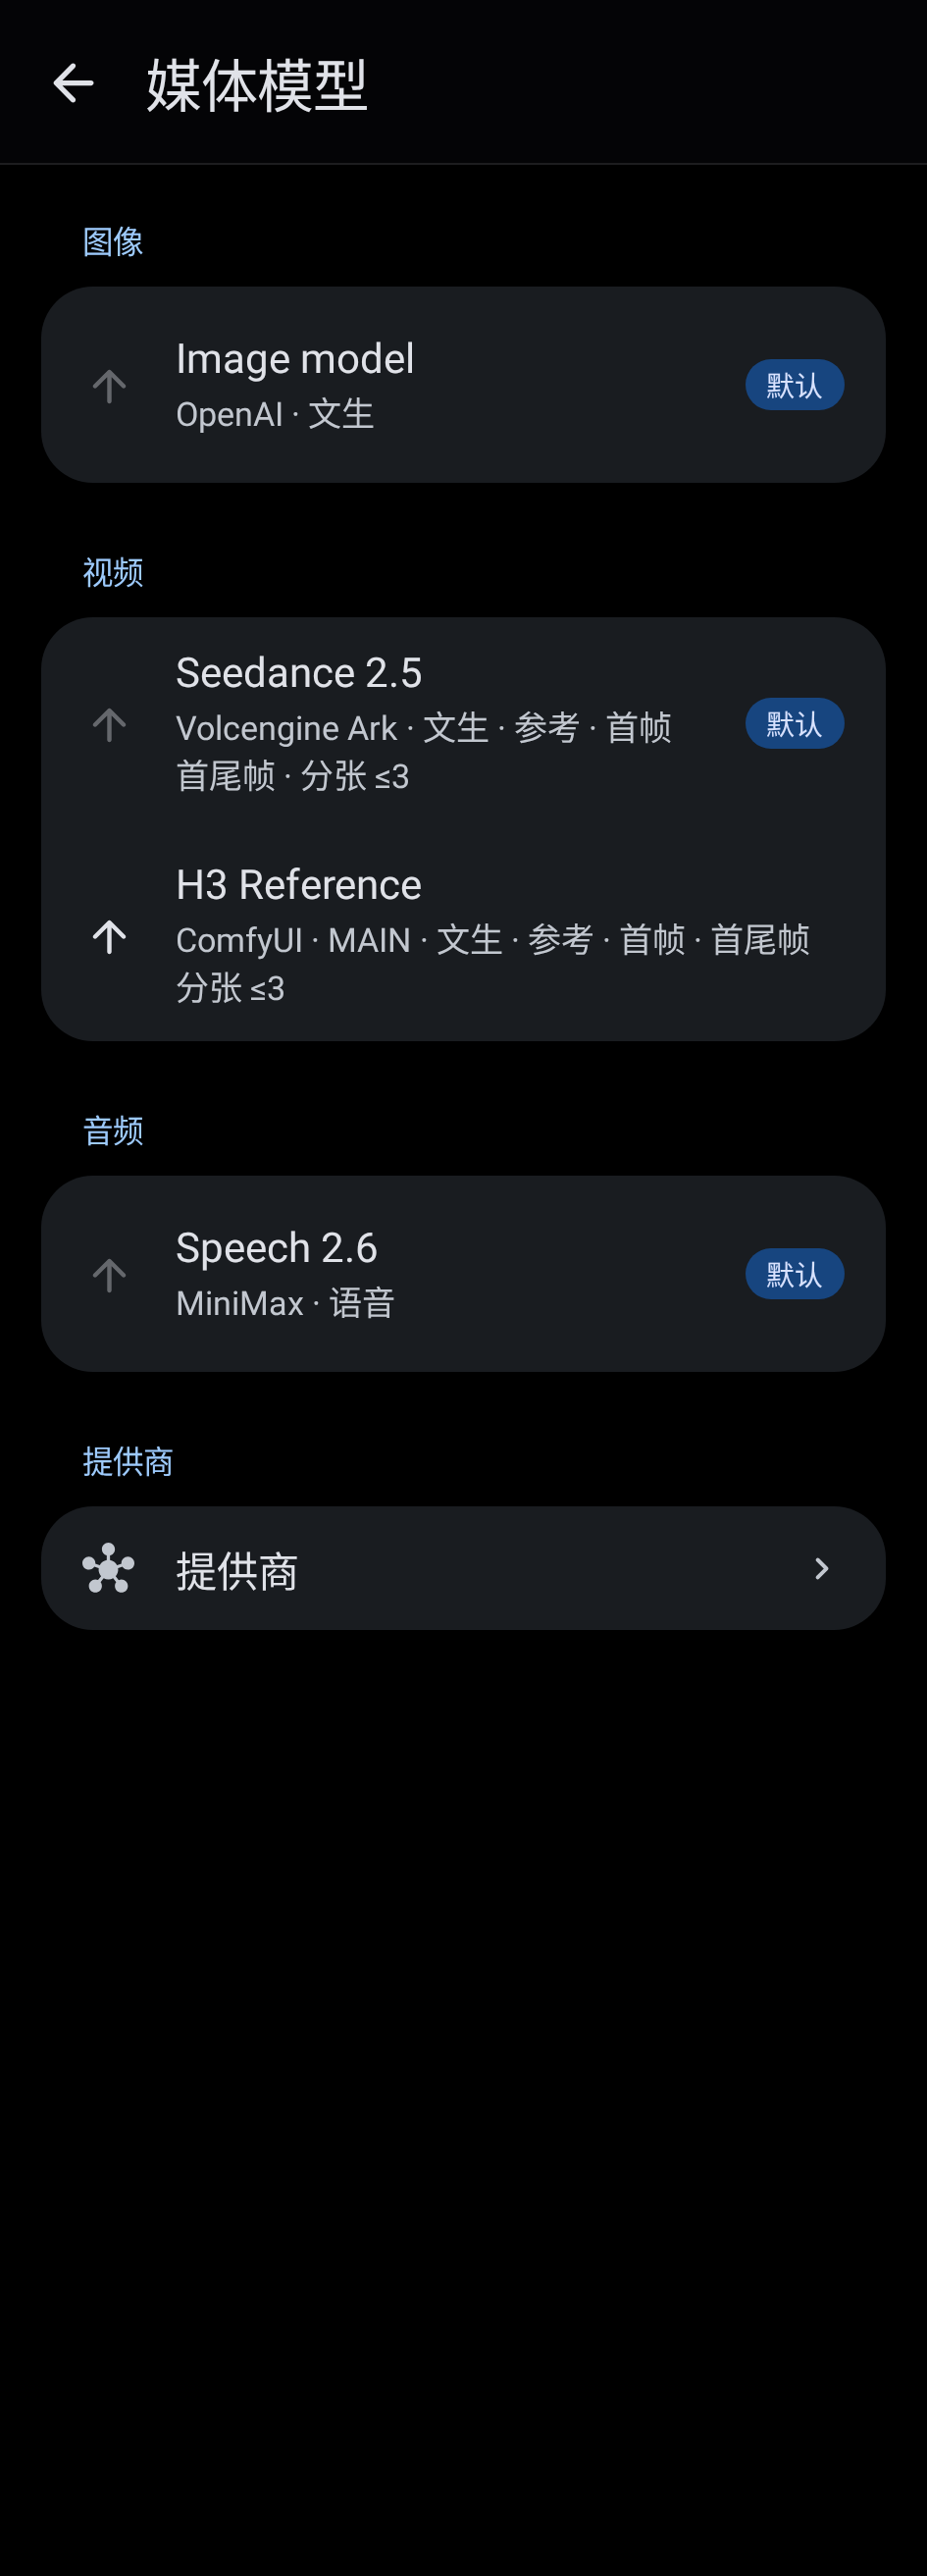 媒体模型
图像
Image model
OpenAI · 文生
默认
视频
Seedance 2.5
Volcengine Ark · 文生 · 参考 · 首帧
首尾帧 · 分张 ≤3
默认
H3 Reference
ComfyUI · MAIN · 文生 · 参考 · 首帧 · 首尾帧
分张 ≤3
音频
Speech 2.6
MiniMax · 语音
默认
提供商
提供商